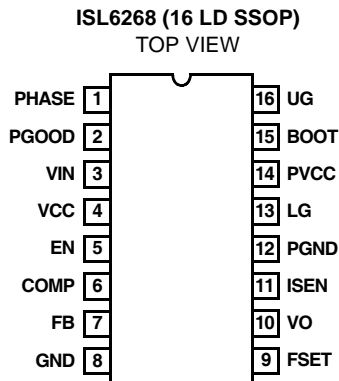 ISL6268 (16 LD SSOP)
TOP VIEW
PHASE 1 16 UG
PGOOD 2 15 BOOT
VIN 3 14 PVCC
VCC 4 13 LG
EN 5 12 PGND
COMP 6 11 ISEN
FB 7 10 VO
GND 8 9 FSET